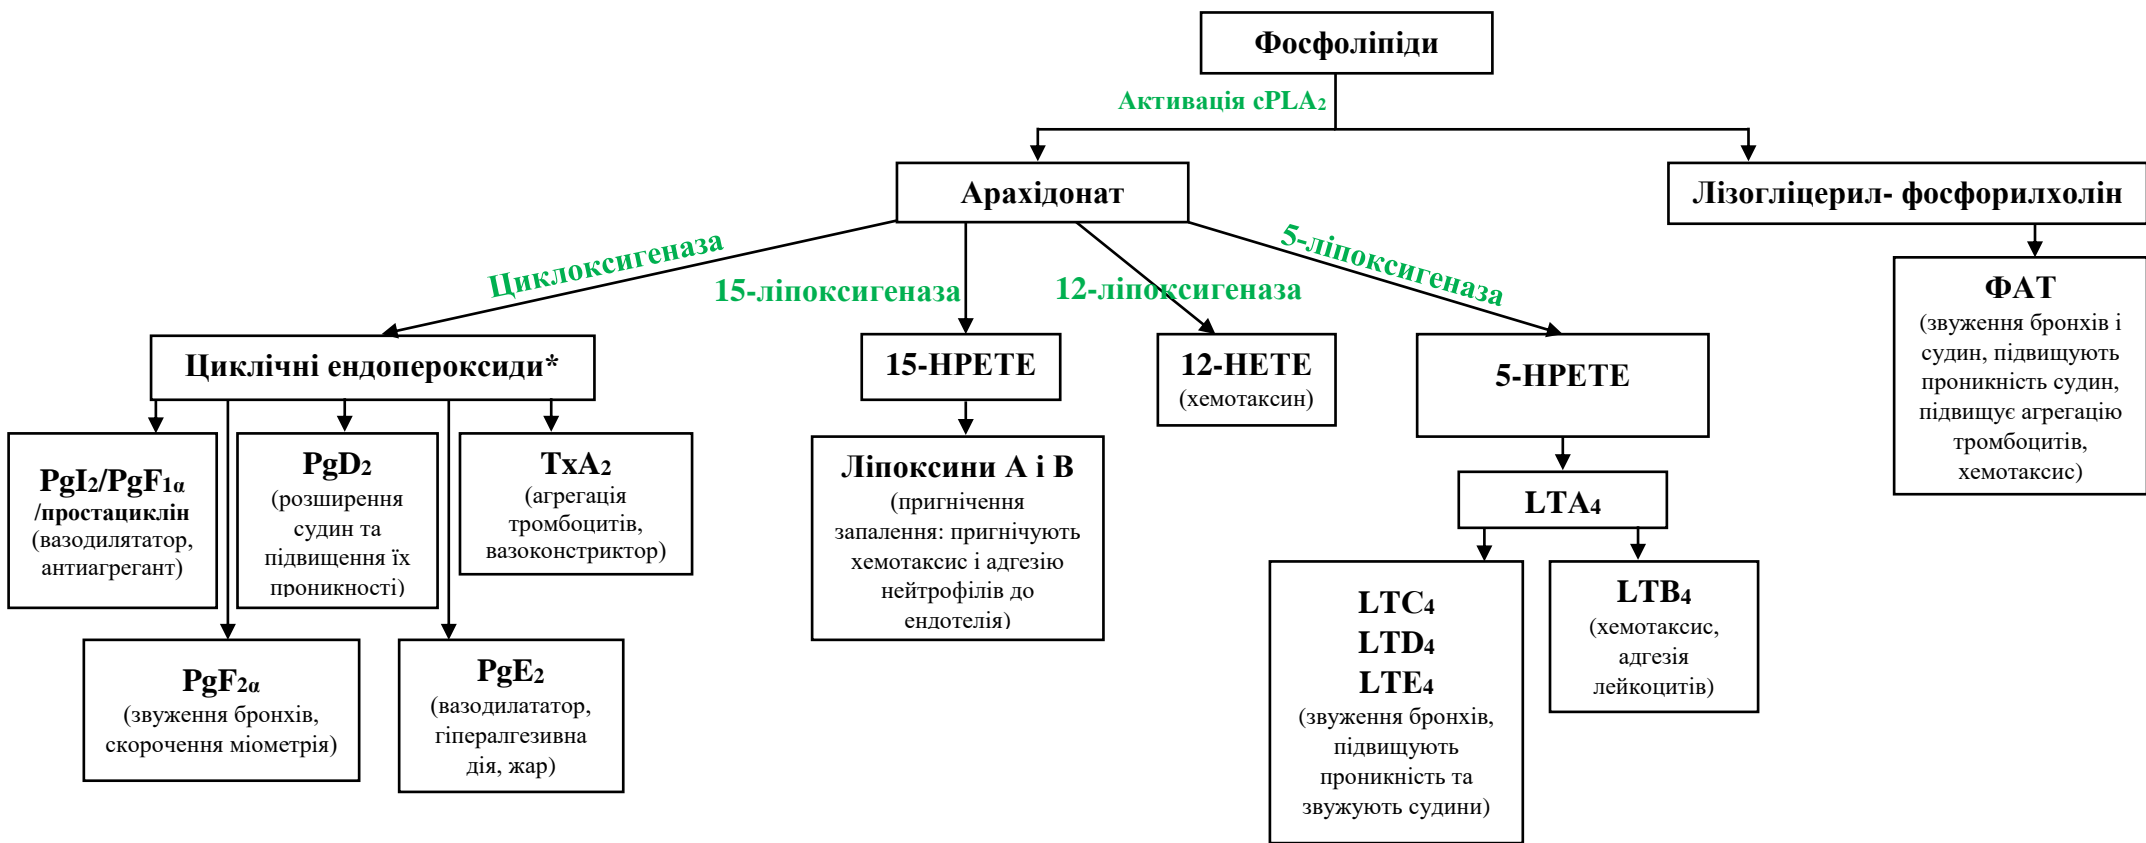 Фосфоліпіди
Активація cPLA₂
Арахідонат
Лізогліцерил- фосфорилхолін
Циклоксигеназа
15-ліпоксигеназа
12-ліпоксигеназа
5-ліпоксигеназа
ФАТ
(звуження бронхів і
судин, підвищують
проникність судин,
підвищує агрегацію
тромбоцитів,
хемотаксис)
Циклічні ендопероксиди*
15-HPETE
12-HETE
(хемотаксин)
5-HPETE
PgI₂/PgF₁α
/простациклін
(вазодилятатор,
антиагрегант)
PgD₂
(розширення
судин та
підвищення їх
проникності)
TxA₂
(агрегація
тромбоцитів,
вазоконстриктор)
Ліпоксини А і В
(пригнічення
запалення: пригнічують
хемотаксис і адгезію
нейтрофілів до
ендотелія)
LTA₄
LTC₄
LTD₄
LTE₄
(звуження бронхів,
підвищують
проникність та
звужують судини)
LTB₄
(хемотаксис,
адгезія
лейкоцитів)
PgF₂α
(звуження бронхів,
скорочення міометрія)
PgE₂
(вазодилататор,
гіпералгезивна
дія, жар)